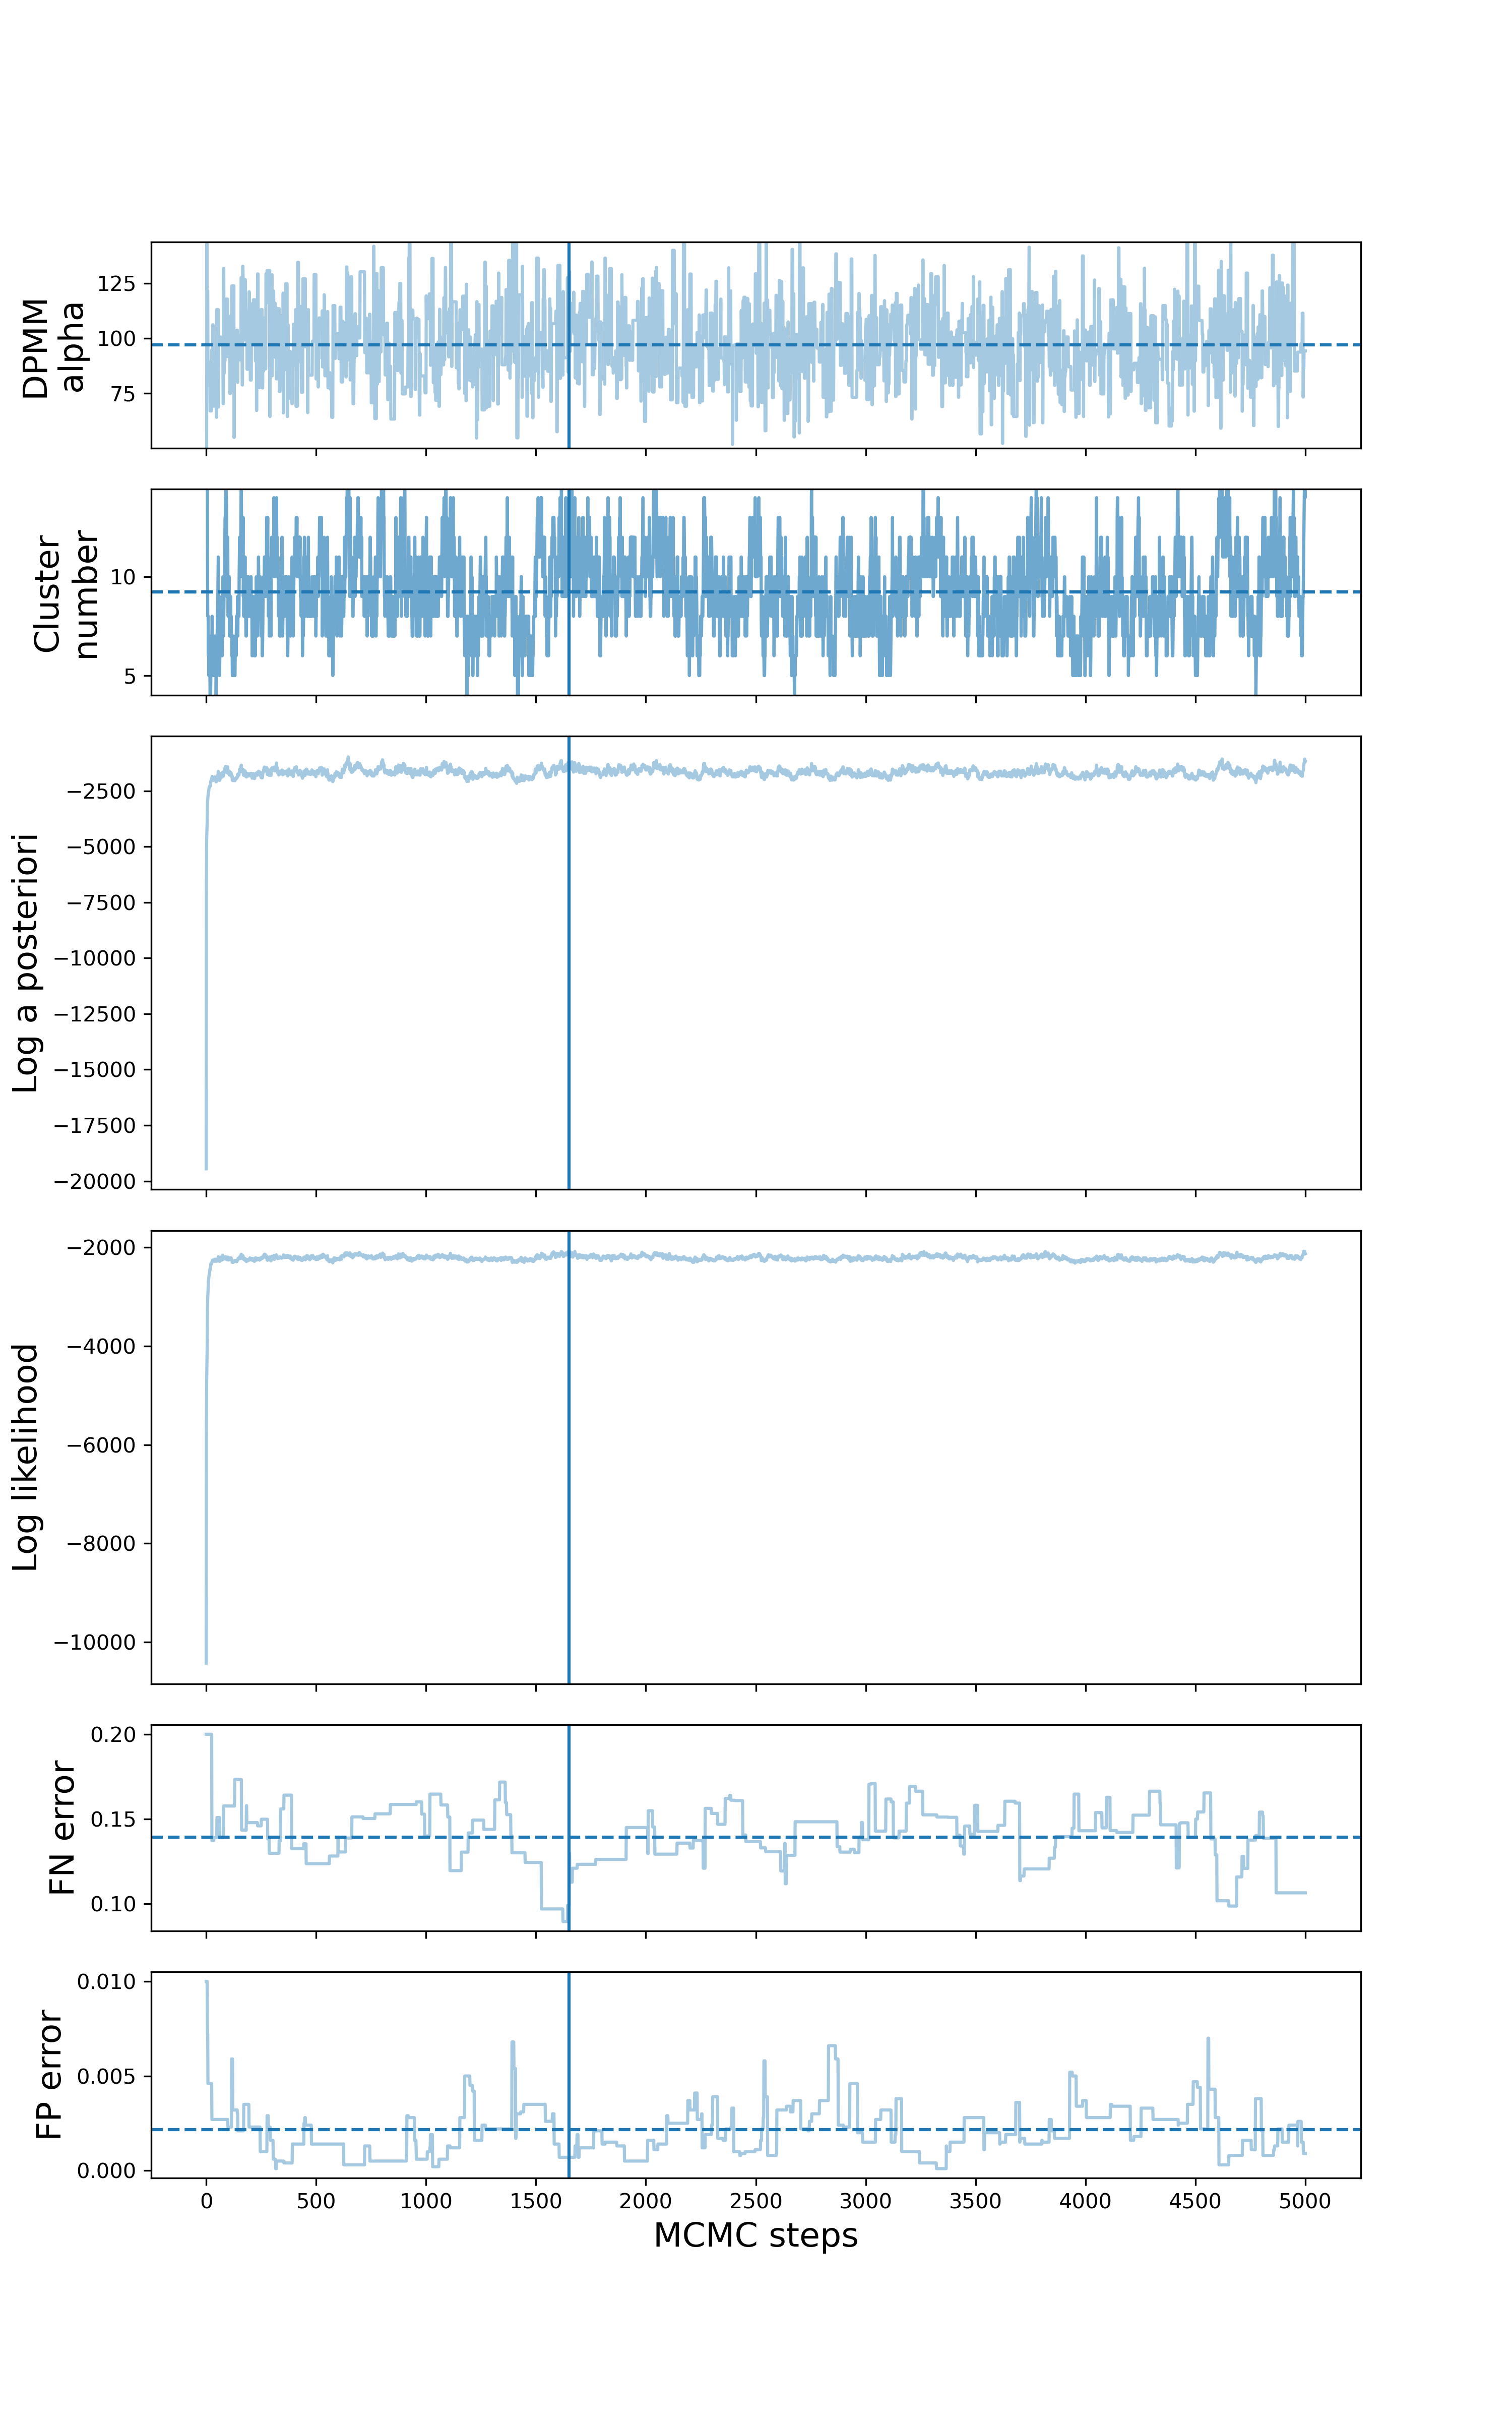 DPMM
alpha
125
100
75
Cluster
number
10
5
Log a posteriori
−2500
−5000
−7500
−10000
−12500
−15000
−17500
−20000
Log likelihood
−2000
−4000
−6000
−8000
−10000
FN error
0.20
0.15
0.10
FP error
0.010
0.005
0.000
0 500 1000 1500 2000 2500 3000 3500 4000 4500 5000
MCMC steps